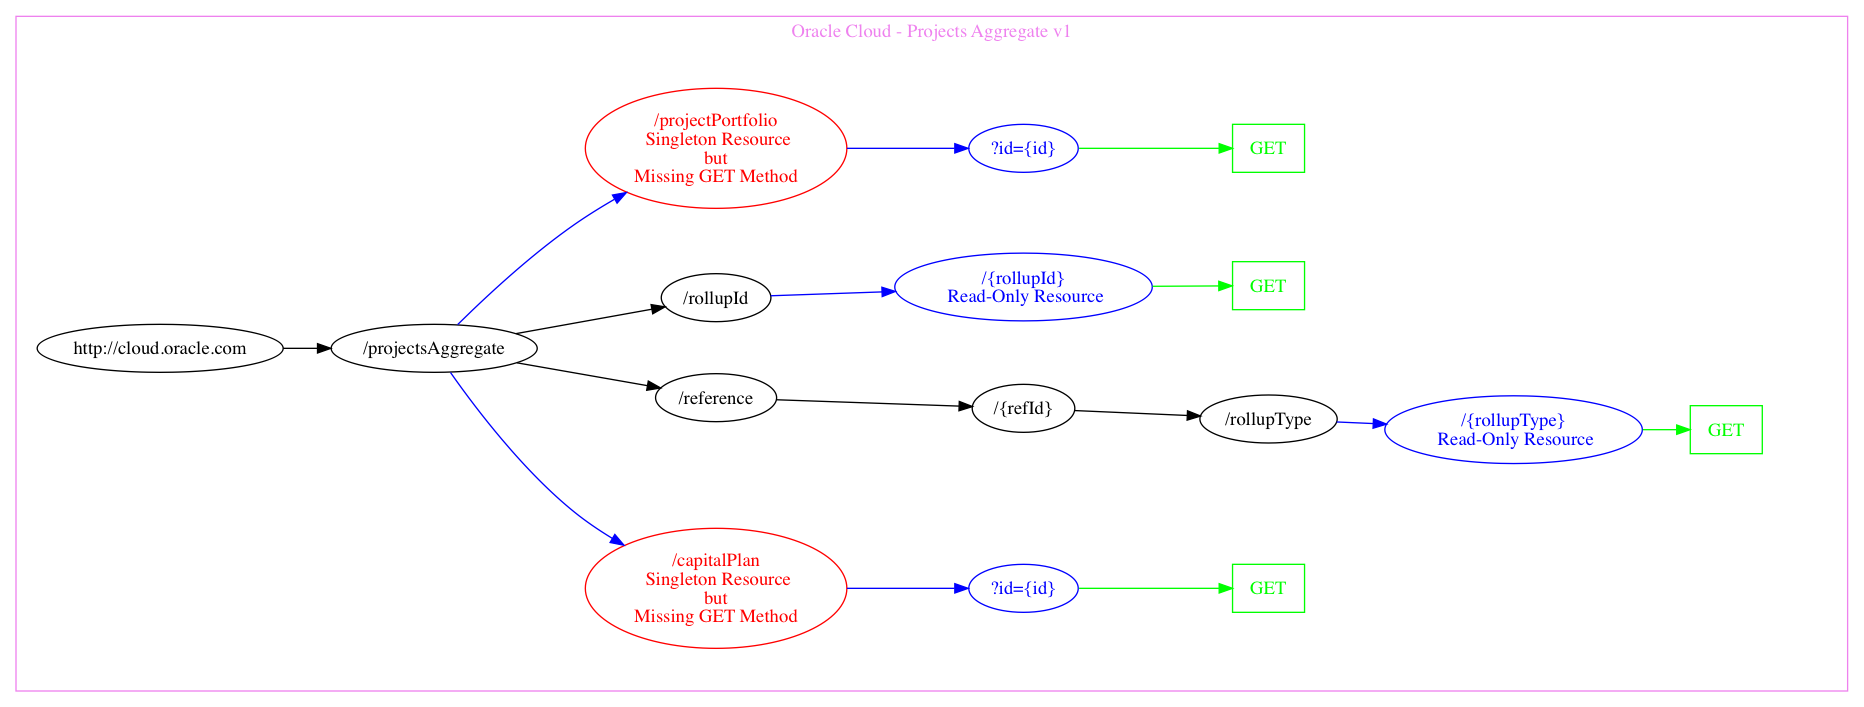 Oracle Cloud - Projects Aggregate v1
/projectPortfolio
Singleton Resource
but
Missing GET Method
?id={id}
GET
/rollupId
/{rollupId}
Read-Only Resource
GET
http://cloud.oracle.com
/projectsAggregate
/reference
/{refId}
/rollupType
/{rollupType}
Read-Only Resource
GET
/capitalPlan
Singleton Resource
but
Missing GET Method
?id={id}
GET